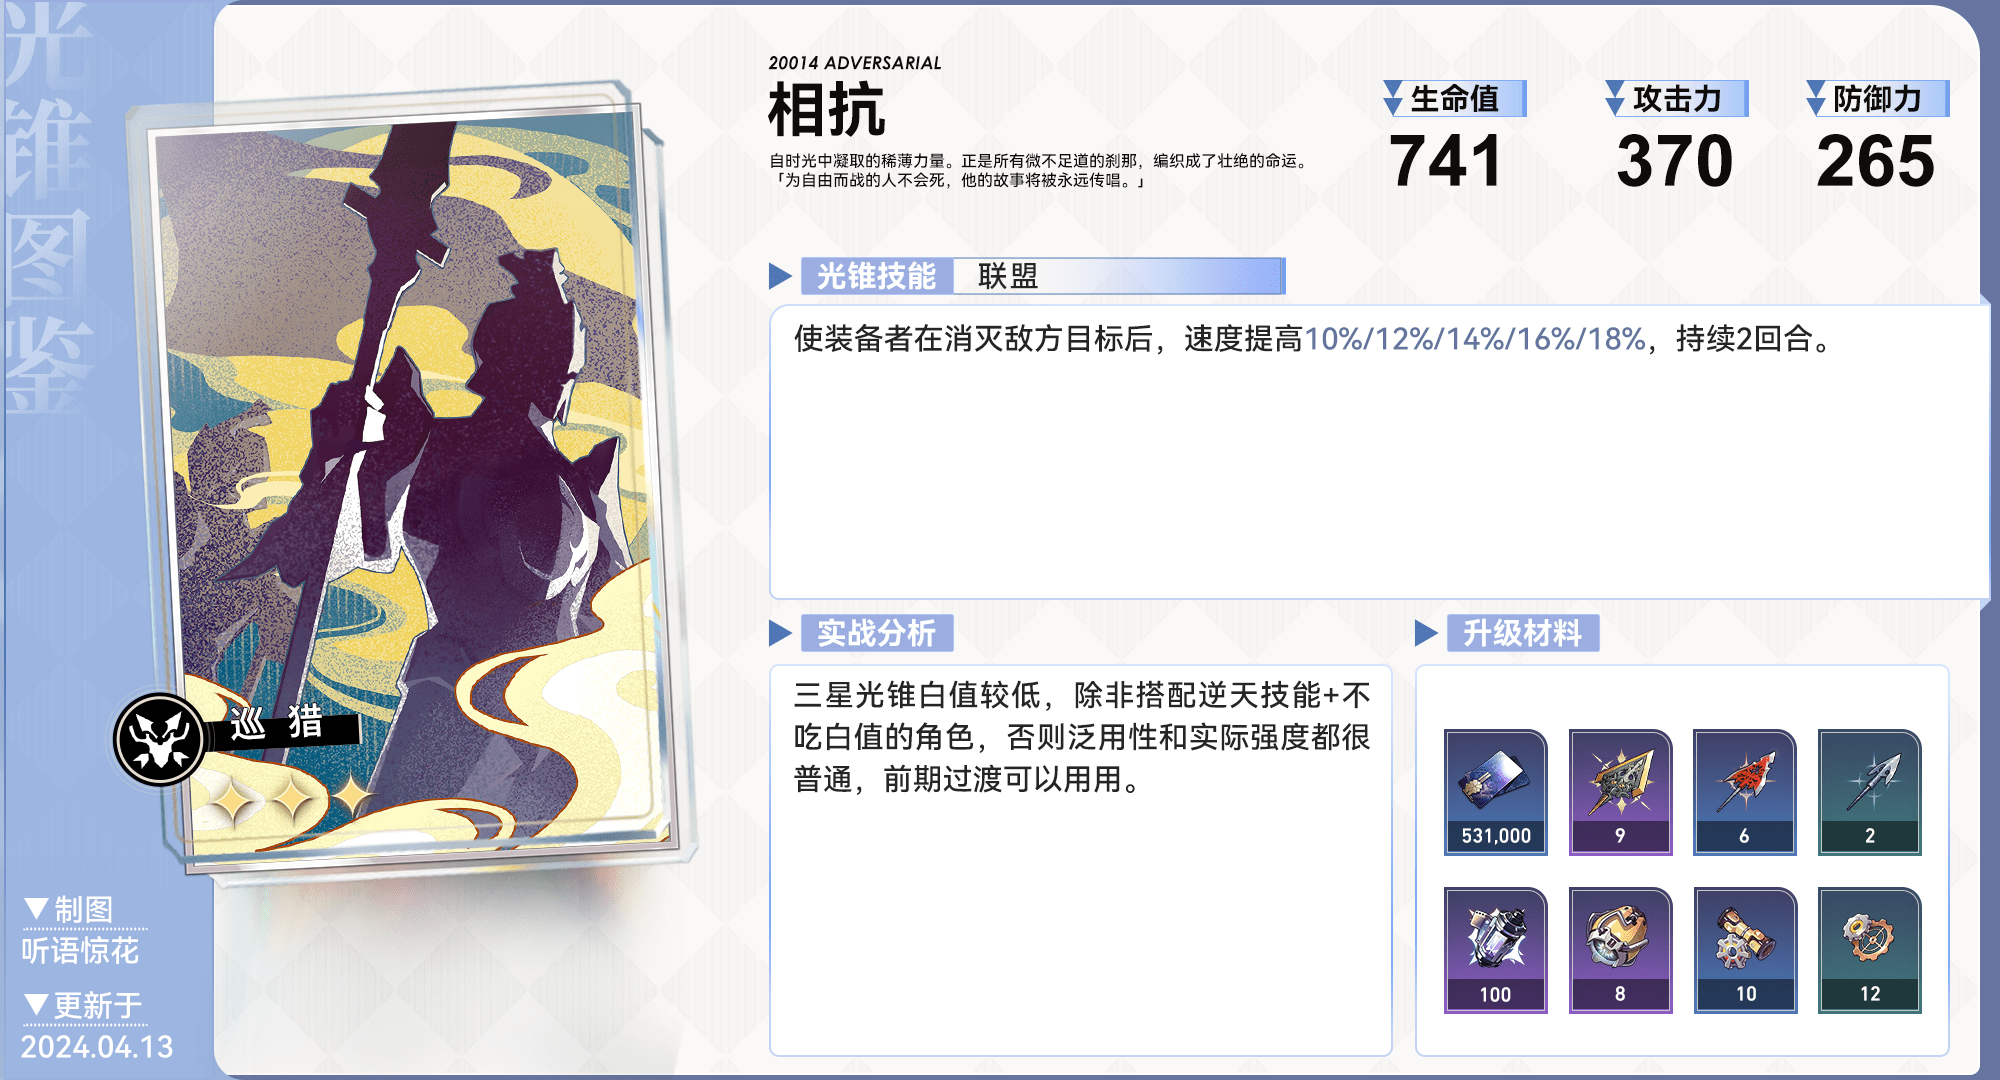 光锥图鉴
20014 ADVERSARIAL
相抗
自时光中凝取的稀薄力量。正是所有微不足道的刹那，编织成了壮绝的命运。
「为自由而战的人不会死，他的故事将被永远传唱。」
生命值
741
攻击力
370
防御力
265
光锥技能
联盟
使装备者在消灭敌方目标后，速度提高10%/12%/14%/16%/18%，持续2回合。
巡猎
实战分析
三星光锥白值较低，除非搭配逆天技能+不
吃白值的角色，否则泛用性和实际强度都很
普通，前期过渡可以用用。
升级材料
531,000
9
6
2
100
8
10
12
▼制图
听语惊花
▼更新于
2024.04.13